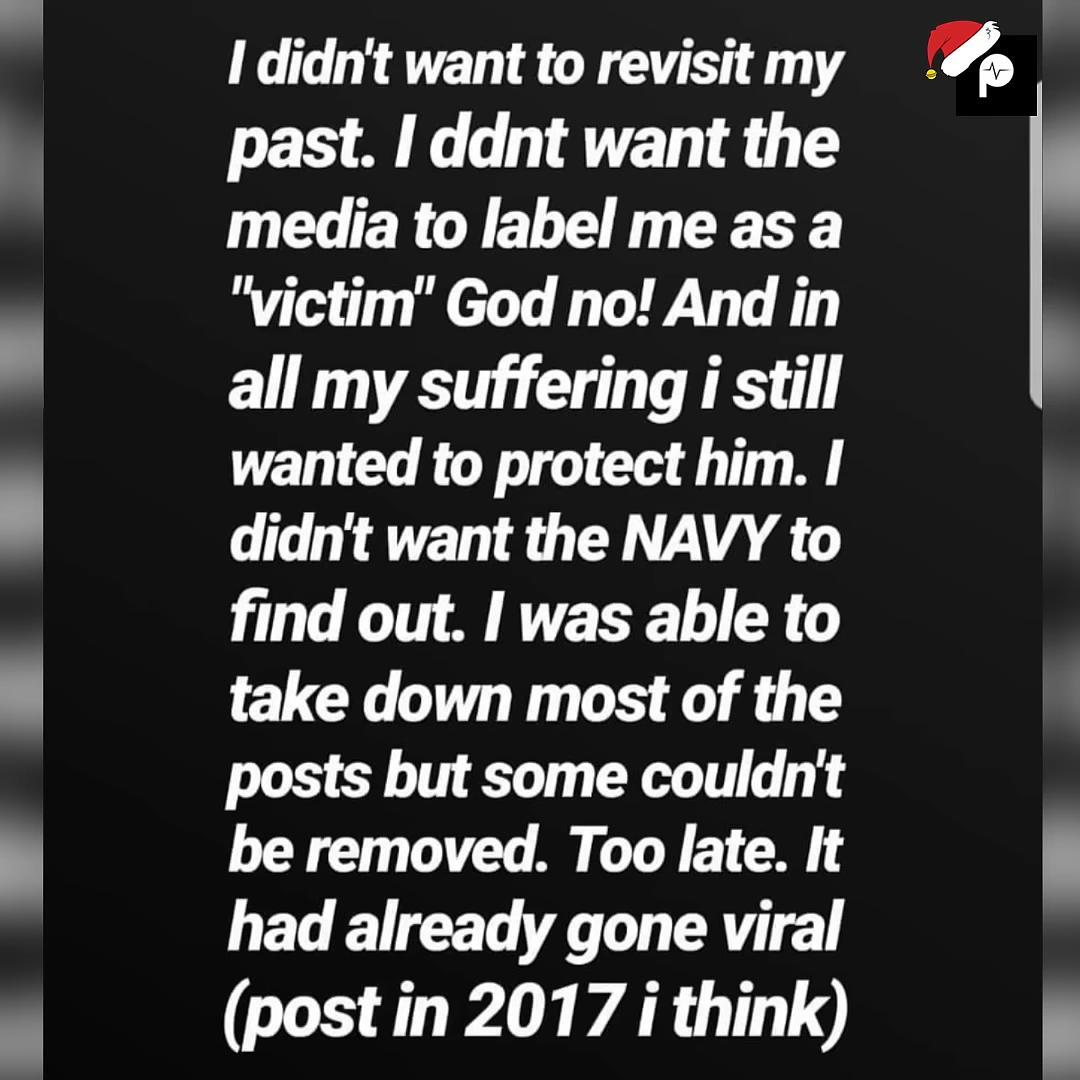 I didn't want to revisit my
past. I ddnt want the
media to label me as a
"victim" God no! And in
all my suffering i still
wanted to protect him. I
didn't want the NAVY to
find out. I was able to
take down most of the
posts but some couldn't
be removed. Too late. It
had already gone viral
(post in 2017 i think)